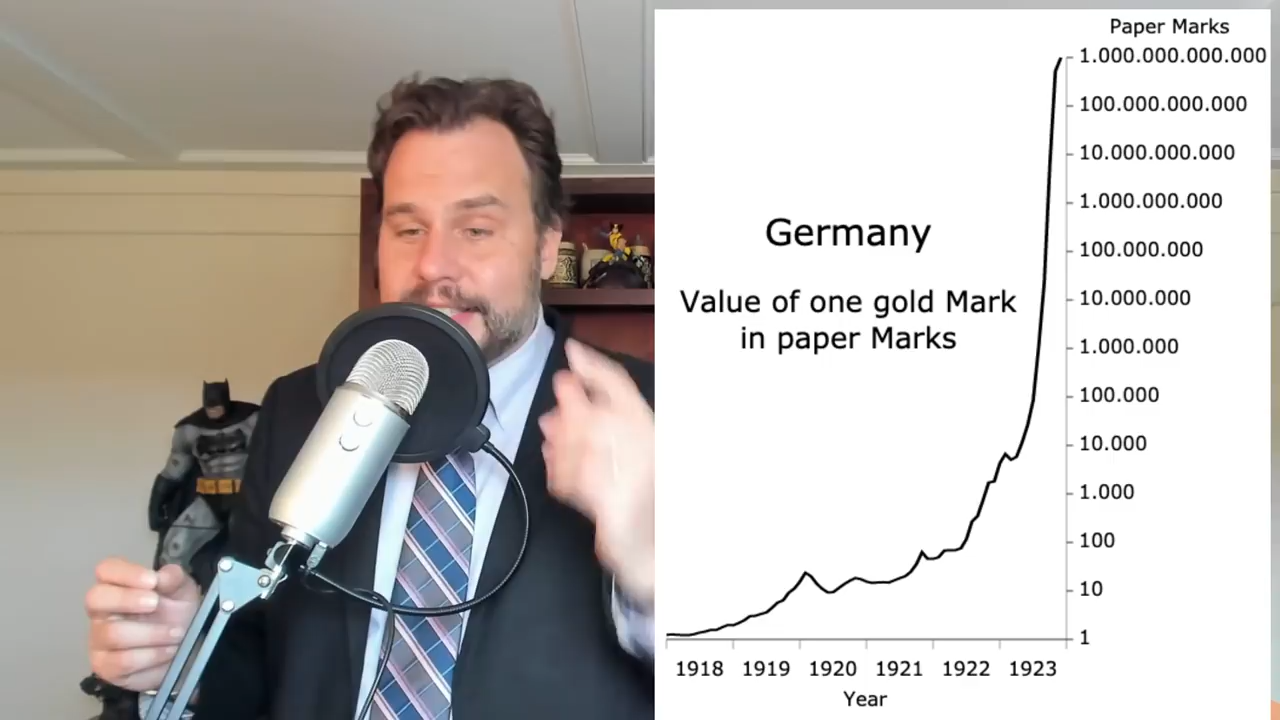 Paper Marks
1.000.000.000.000
100.000.000.000
10.000.000.000
1.000.000.000
100.000.000
10.000.000
1.000.000
100.000
10.000
1.000
100
10
1
Germany
Value of one gold Mark
in paper Marks
1918 1919 1920 1921 1922 1923
Year